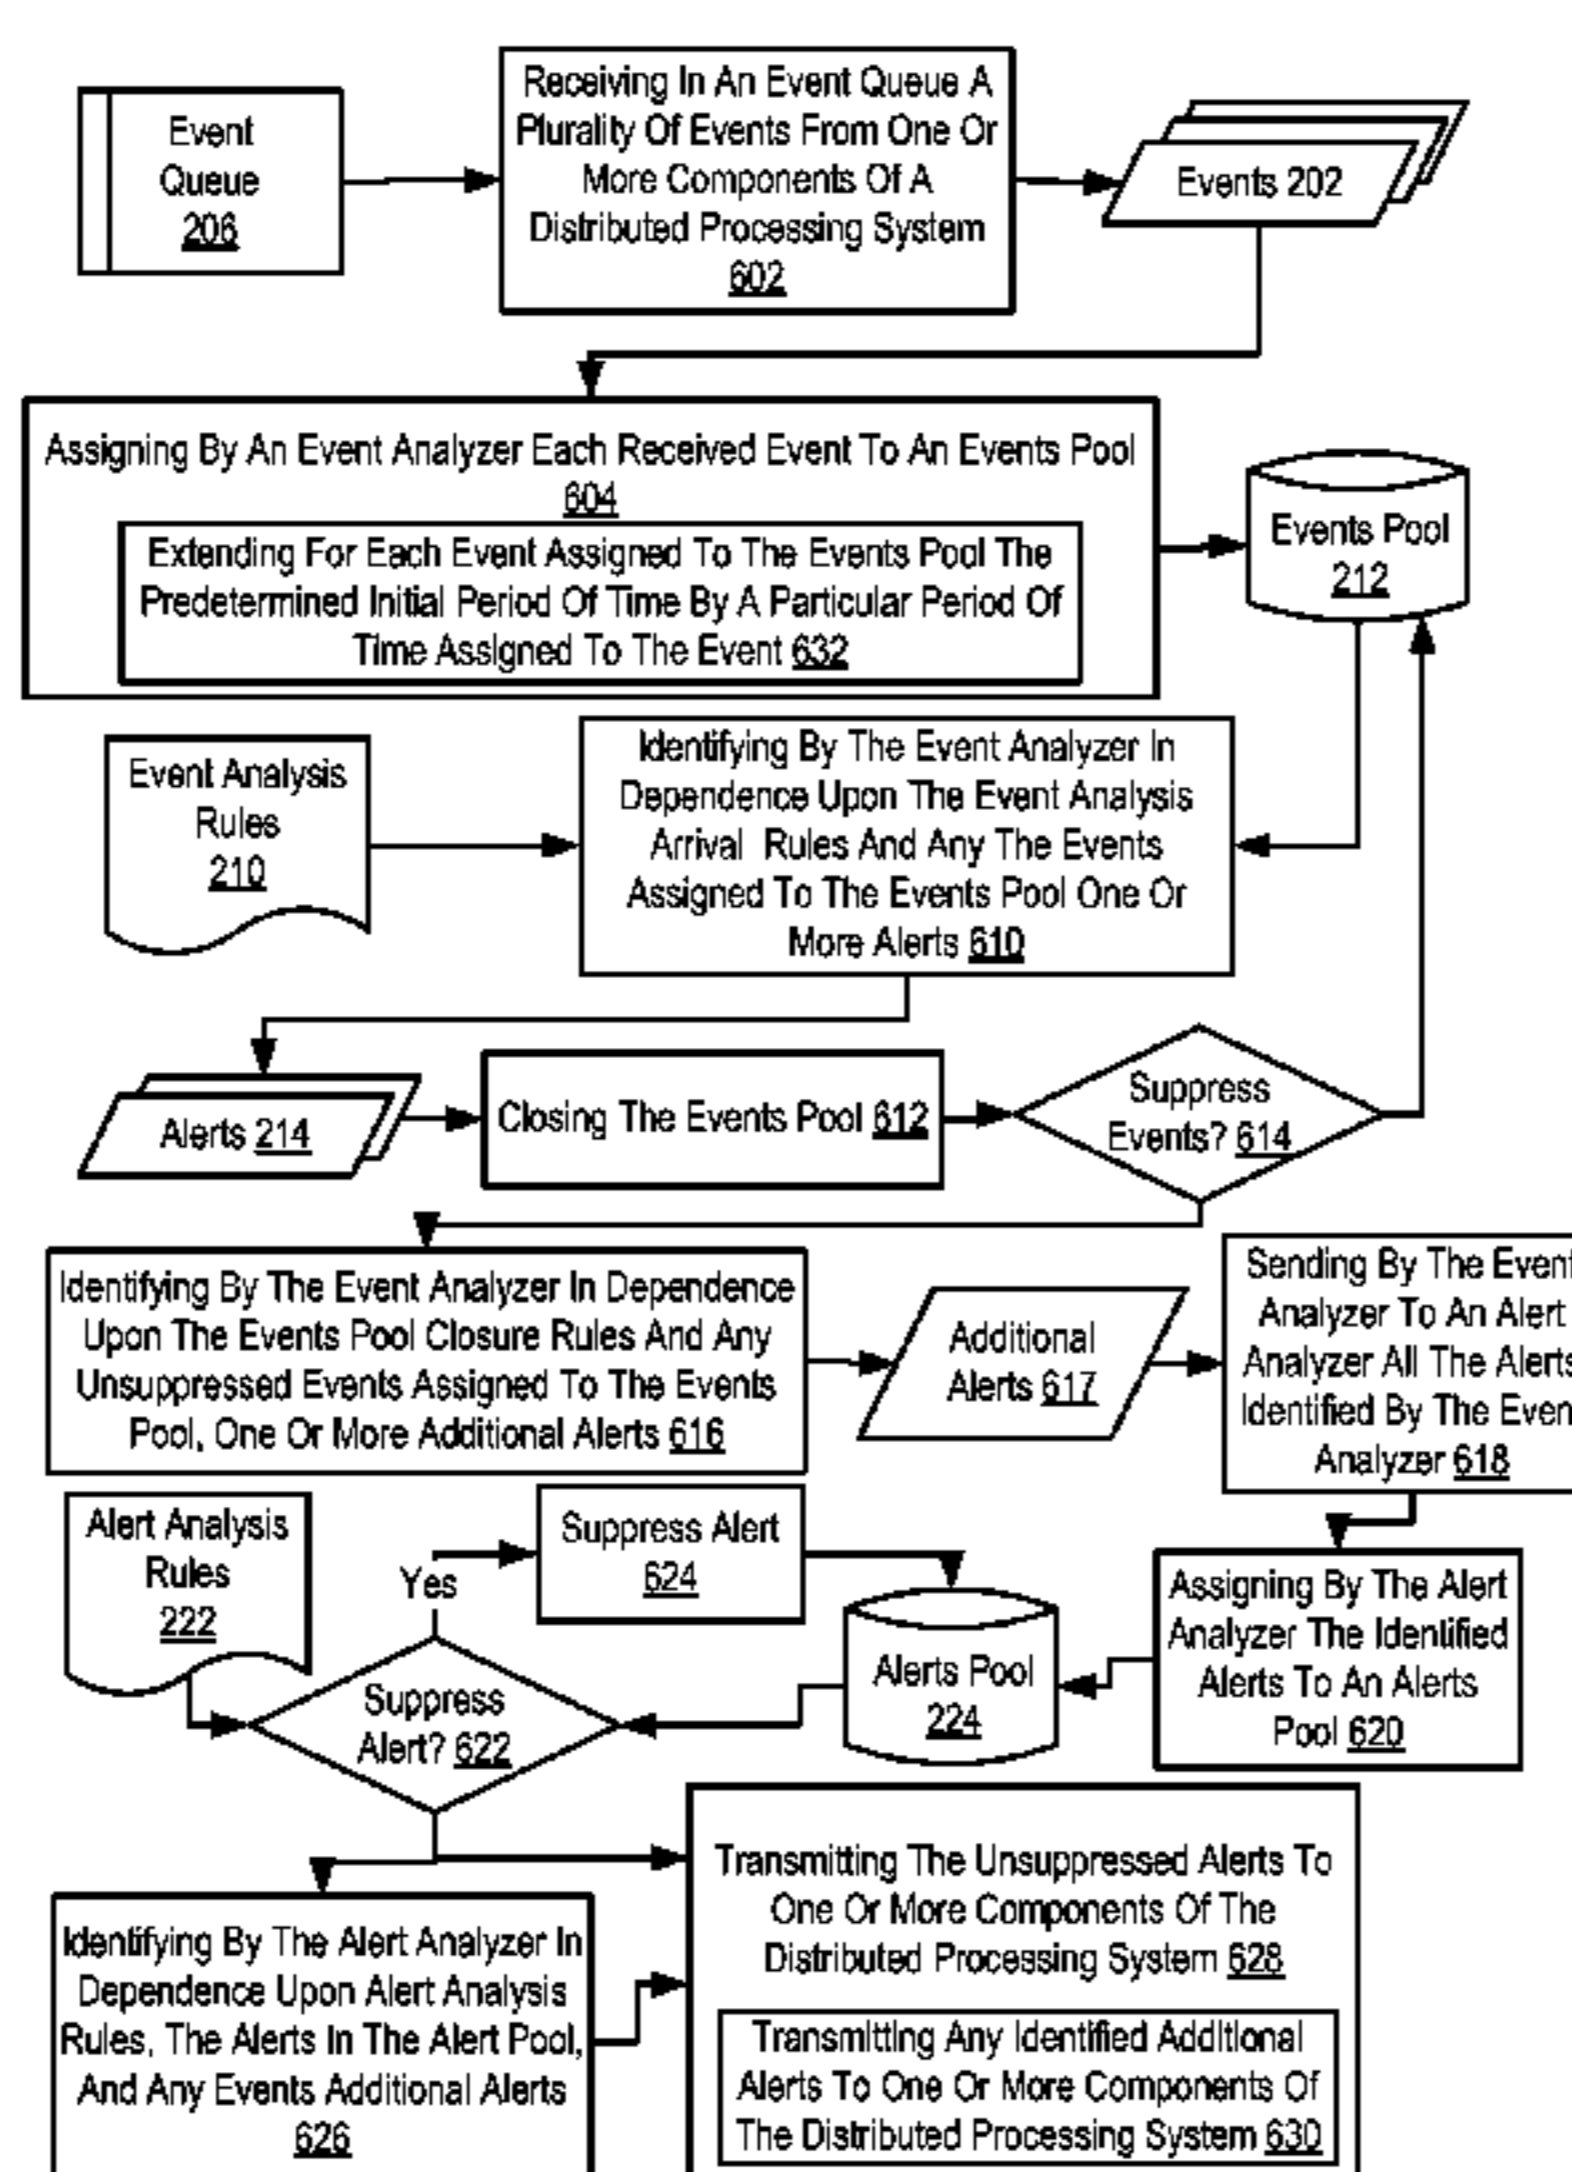 Event
Queue
206
Receiving In An Event Queue A
Plurality Of Events From One Or
More Components Of A
Distributed Processing System
602
Events 202
Assigning By An Event Analyzer Each Received Event To An Events Pool
604
Extending For Each Event Assigned To The Events Pool The
Predetermined Initial Period Of Time By A Particular Period Of
Time Assigned To The Event 632
Events Pool
212
Event Analysis
Rules
210
Identifying By The Event Analyzer In
Dependence Upon The Event Analysis
Arrival Rules And Any The Events
Assigned To The Events Pool One Or
More Alerts 610
Alerts 214
Closing The Events Pool 612
Suppress
Events? 614
Identifying By The Event Analyzer In Dependence
Upon The Events Pool Closure Rules And Any
Unsuppressed Events Assigned To The Events
Pool, One Or More Additional Alerts 616
Additional
Alerts 617
Sending By The Event
Analyzer To An Alert
Analyzer All The Alerts
Identified By The Even
Analyzer 618
Alert Analysis
Rules
222
Yes
Suppress Alert
624
Alerts Pool
224
Assigning By The Alert
Analyzer The Identified
Alerts To An Alerts
Pool 620
Suppress
Alert? 622
Identifying By The Alert Analyzer In
Dependence Upon Alert Analysis
Rules, The Alerts In The Alert Pool,
And Any Events Additional Alerts
626
Transmitting The Unsuppressed Alerts To
One Or More Components Of The
Distributed Processing System 628
Transmitting Any Identified Additional
Alerts To One Or More Components Of
The Distributed Processing System 630